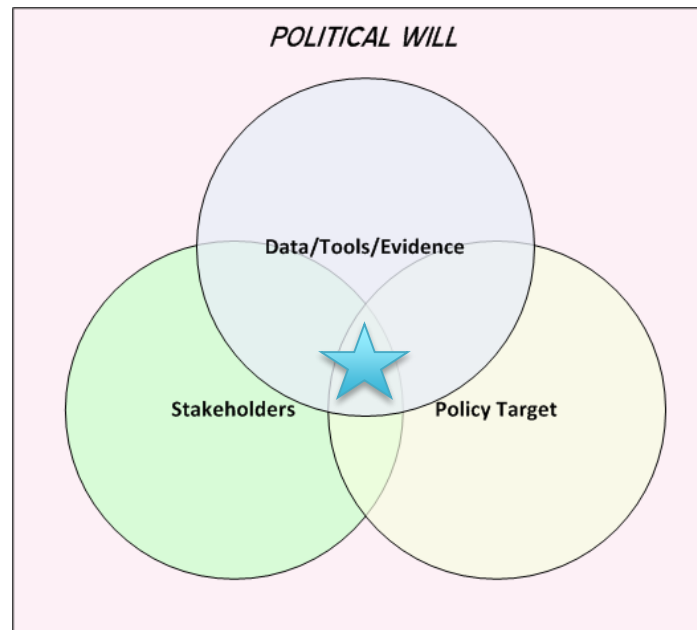 POLITICAL WILL
Data/Tools/Evidence
Stakeholders
Policy Target